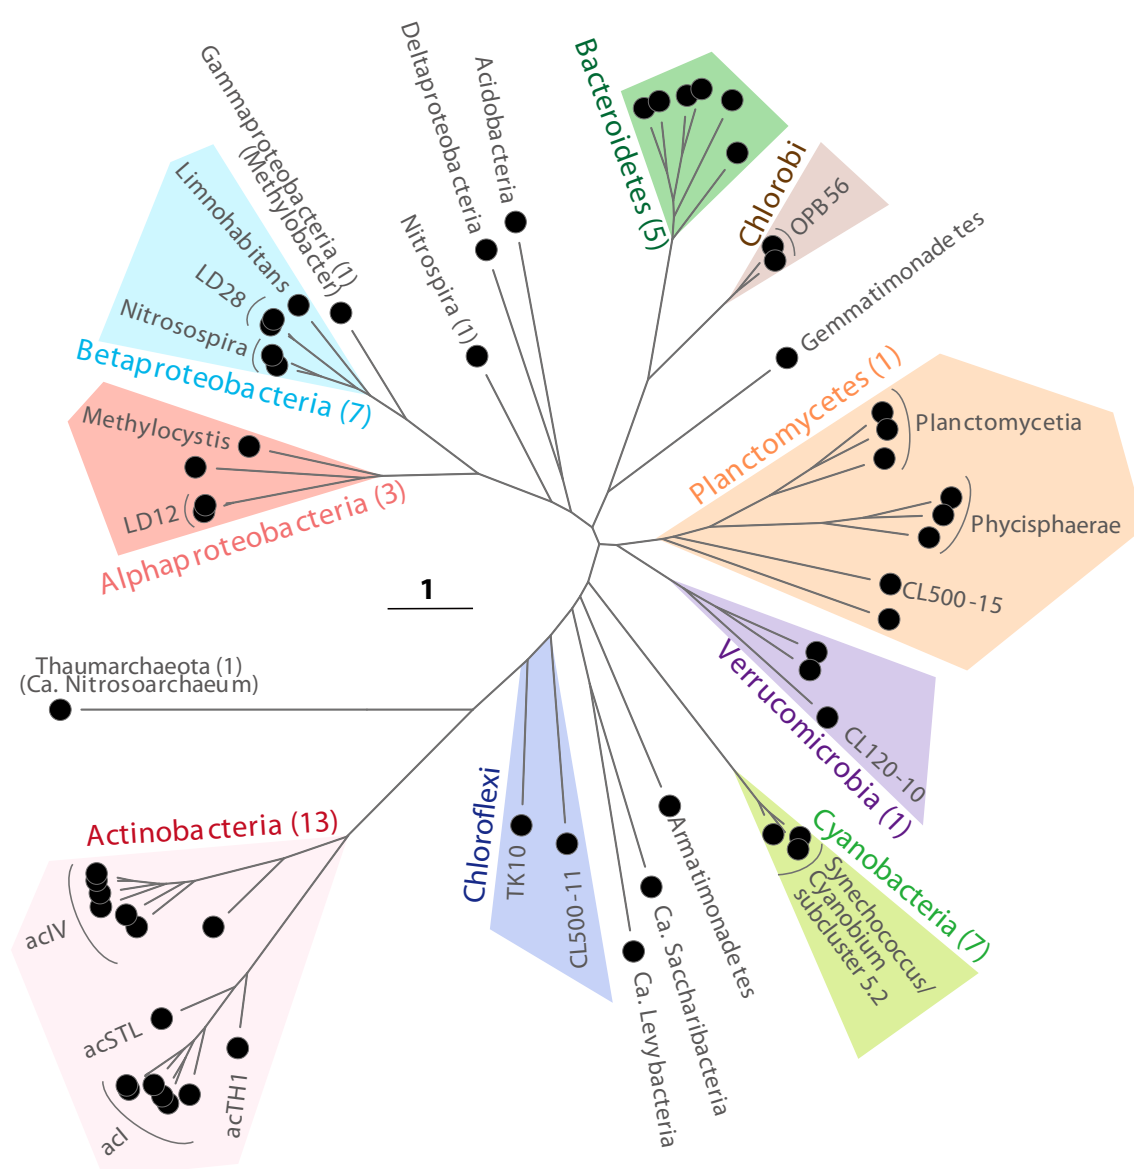 Gammaproteobacteria (1)
(Methylobacter)
Deltaproteobacteria
Acidobacteria
Nitrospira (1)
Bacteroidetes (5)
Chlorobi
OPB56
Gemmatimonadetes
Limnohabitans
LD28
Nitrosospira
Betaproteobacteria (7)
Methylocystis
LD12
Alphaproteobacteria (3)
Planctomycetes (1)
Planctomycetia
Phycisphaerae
CL500-15
1
Verrucomicrobia (1)
CL120-10
Thaumarchaeota (1)
(Ca. Nitrosoarchaeum)
Cyanobacteria (7)
Synechococcus/
Cyanobium
subcluster 5.2
Armatimonadetes
Ca. Saccharibacteria
Ca. Levybacteria
Chloroflexi
TK10
CL500-11
Actinobacteria (13)
acIV
acSTL
acTH1
acI